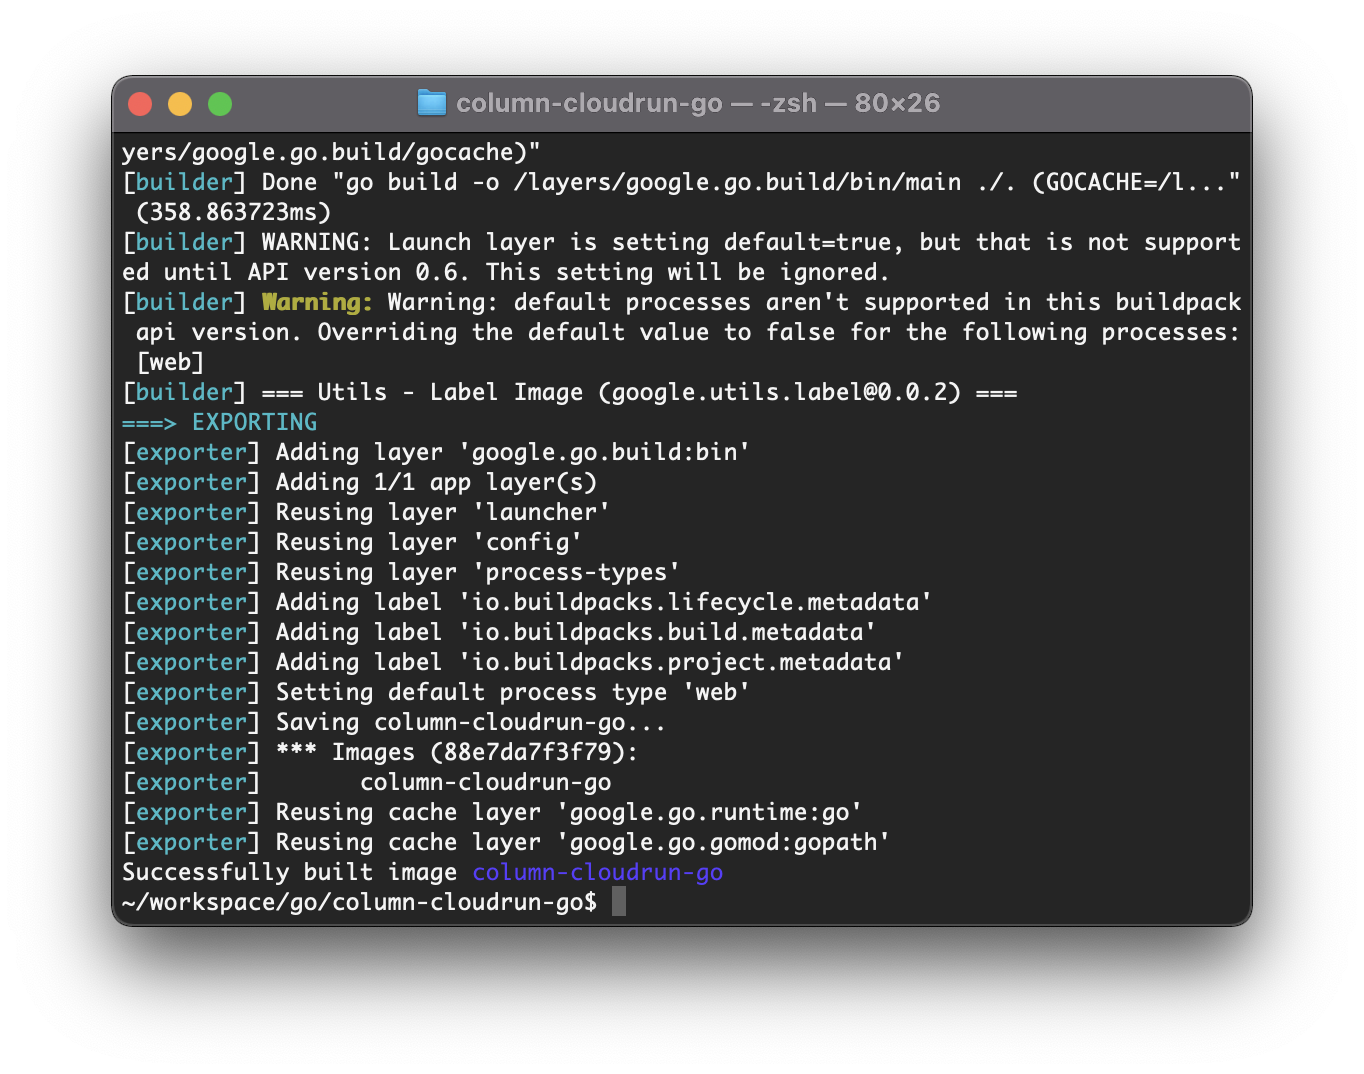 column-cloudrun-go — -zsh — 80×26
yers/google.go.build/gocache)"
[builder] Done "go build -o /layers/google.go.build/bin/main ./. (GOCACHE=/l..."
 (358.863723ms)
[builder] WARNING: Launch layer is setting default=true, but that is not support
ed until API version 0.6. This setting will be ignored.
[builder] Warning: Warning: default processes aren't supported in this buildpack
 api version. Overriding the default value to false for the following processes:
 [web]
[builder] === Utils - Label Image (google.utils.label@0.0.2) ===
===> EXPORTING
[exporter] Adding layer 'google.go.build:bin'
[exporter] Adding 1/1 app layer(s)
[exporter] Reusing layer 'launcher'
[exporter] Reusing layer 'config'
[exporter] Reusing layer 'process-types'
[exporter] Adding label 'io.buildpacks.lifecycle.metadata'
[exporter] Adding label 'io.buildpacks.build.metadata'
[exporter] Adding label 'io.buildpacks.project.metadata'
[exporter] Setting default process type 'web'
[exporter] Saving column-cloudrun-go...
[exporter] *** Images (88e7da7f3f79):
[exporter]       column-cloudrun-go
[exporter] Reusing cache layer 'google.go.runtime:go'
[exporter] Reusing cache layer 'google.go.gomod:gopath'
Successfully built image column-cloudrun-go
~/workspace/go/column-cloudrun-go$